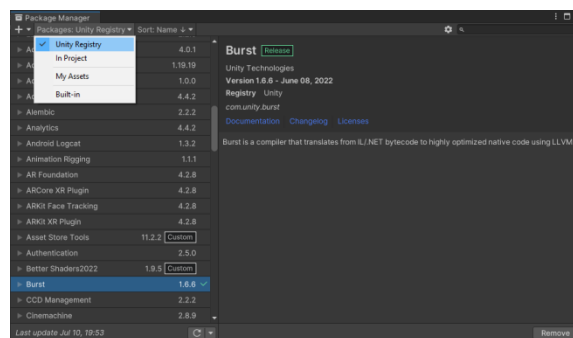 Package Manager
Packages: Unity Registry Sort: Name
Unity Registry
In Project
My Assets
Built-in
4.0.1
1.19.19
1.0.0
4.4.2
Alembic 2.2.2
Analytics 4.4.2
Android Logcat 1.3.2
Animation Rigging 1.1.1
AR Foundation 4.2.8
ARCore XR Plugin 4.2.8
ARKit Face Tracking 4.2.8
ARKit XR Plugin 4.2.8
Asset Store Tools 11.2.2 Custom
Authentication 2.5.0
Better Shaders2022 1.9.5 Custom
Burst 1.6.6
CCD Management 2.2.2
Cinemachine 2.8.9
Last update Jul 10, 19:53
Burst Release
Unity Technologies
Version 1.6.6 - June 08, 2022
Registry Unity
com.unity.burst
Documentation Changelog Licenses
Burst is a compiler that translates from IL/.NET bytecode to highly optimized native code using LLVM
Remove